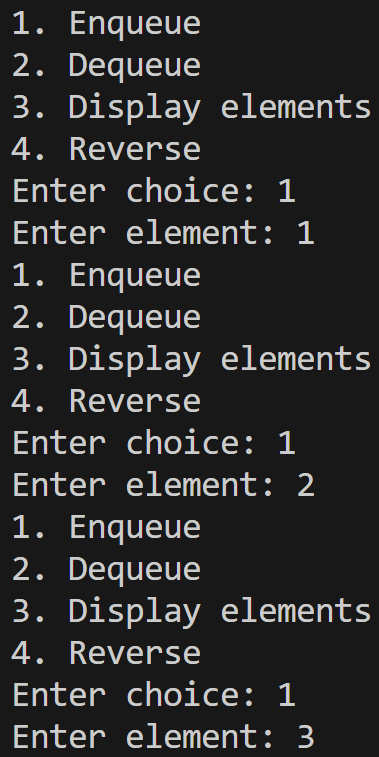 1. Enqueue
2. Dequeue
3. Display elements
4. Reverse
Enter choice: 1
Enter element: 1
1. Enqueue
2. Dequeue
3. Display elements
4. Reverse
Enter choice: 1
Enter element: 2
1. Enqueue
2. Dequeue
3. Display elements
4. Reverse
Enter choice: 1
Enter element: 3